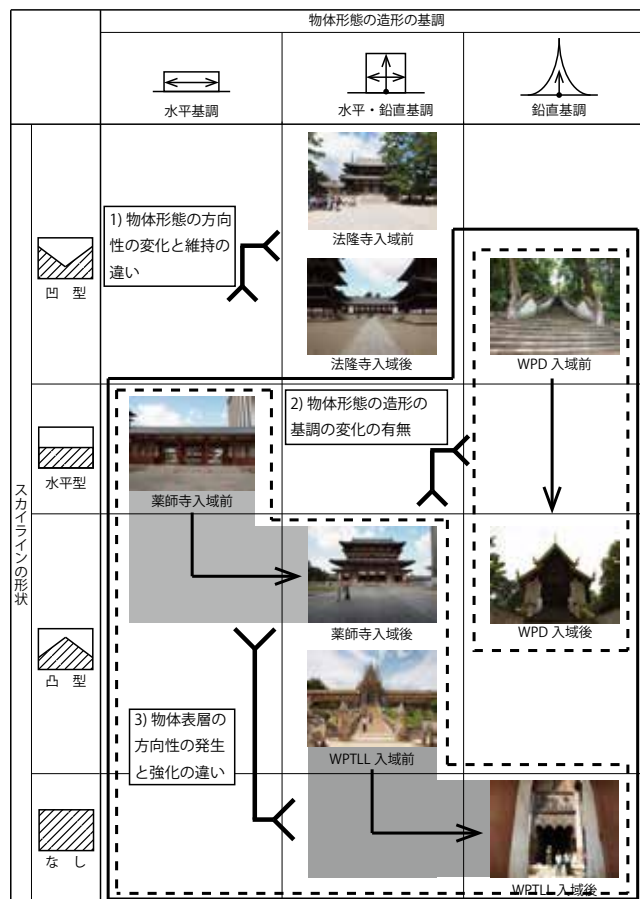 物体形態の造形の基調
水平基調
水平・鉛直基調
鉛直基調
スカイラインの形状
凹 型
水平型
凸 型
な し
1) 物体形態の方向
性の変化と維持の
違い
法隆寺入域前
法隆寺入域後
WPD 入域前
2) 物体形態の造形の
基調の変化の有無
薬師寺入域前
薬師寺入域後
WPD 入域後
3) 物体表層の
方向性の発生
と強化の違い
WPTLL 入域前
WPTLL 入域後